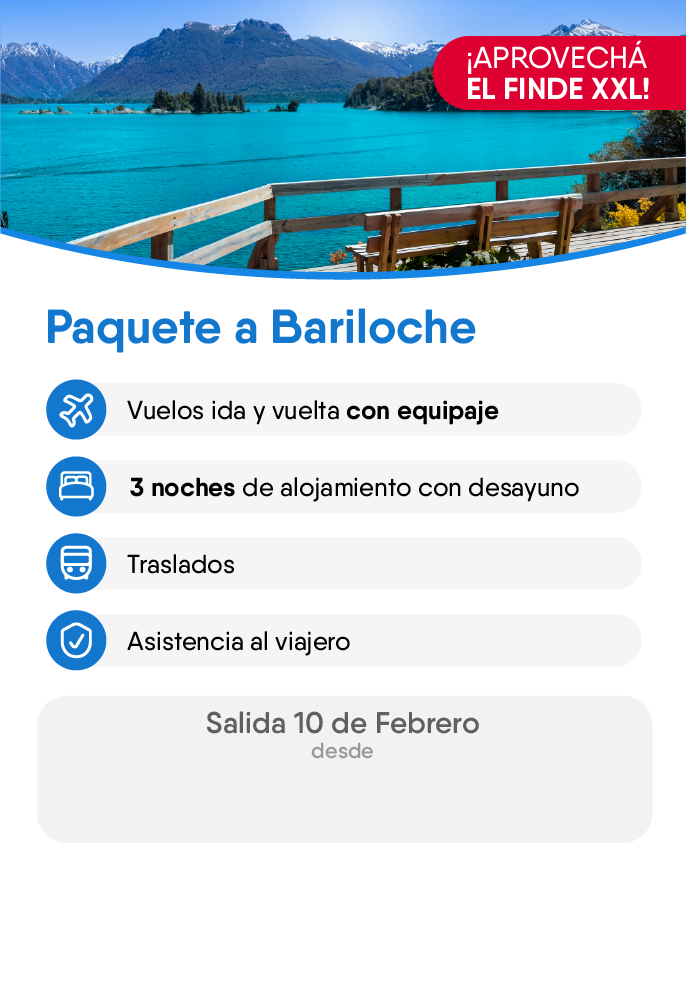 ¡APROVECHÁ
EL FINDE XXL!
Paquete a Bariloche
Vuelos ida y vuelta con equipaje
3 noches de alojamiento con desayuno
Traslados
Asistencia al viajero
Salida 10 de Febrero
desde